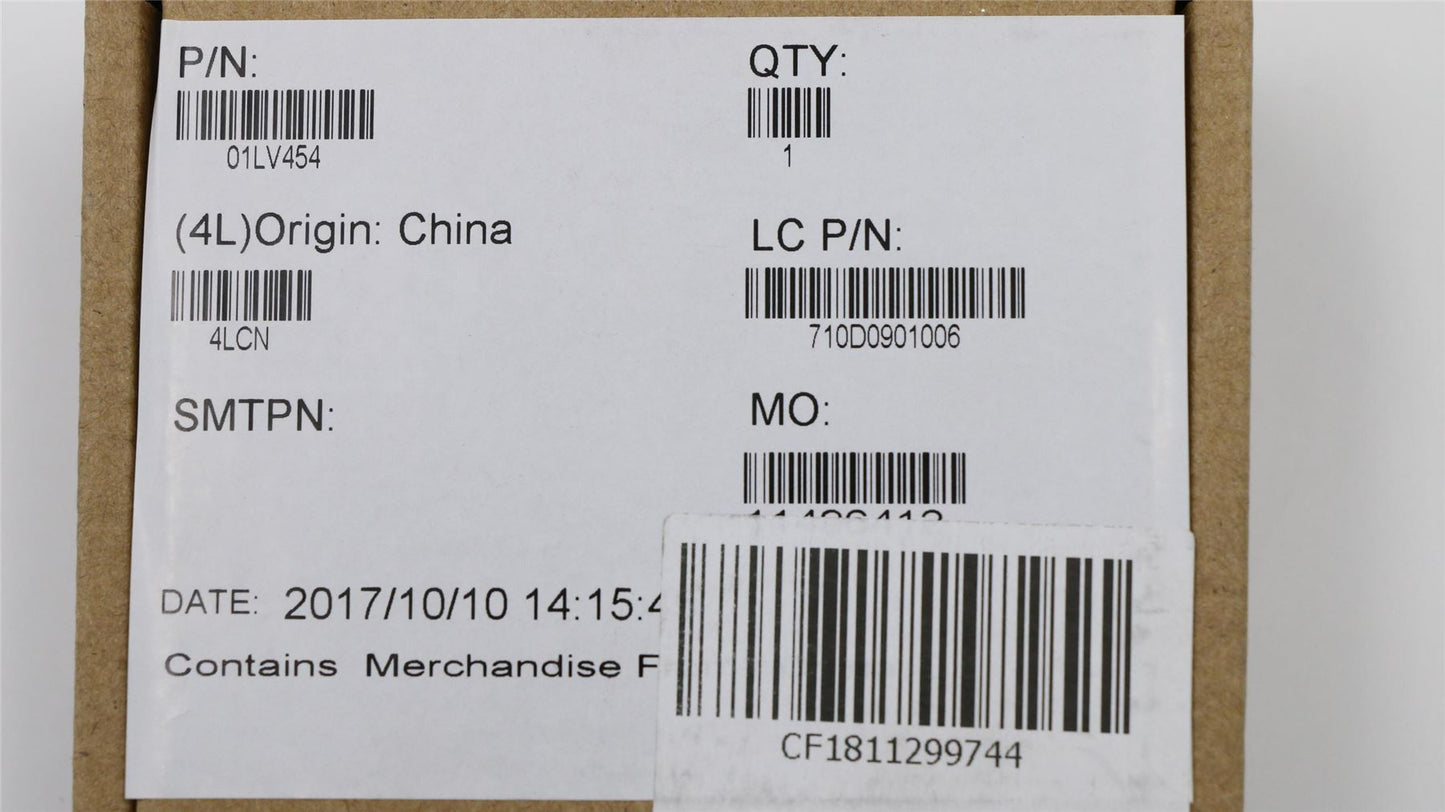 P/N:
01LV454
QTY:
1
(4L)Origin: China
4LCN
LC P/N:
710D0901006
SMTPN:
MO:
DATE: 2017/10/10 14:15:4
Contains Merchandise F
CF1811299744